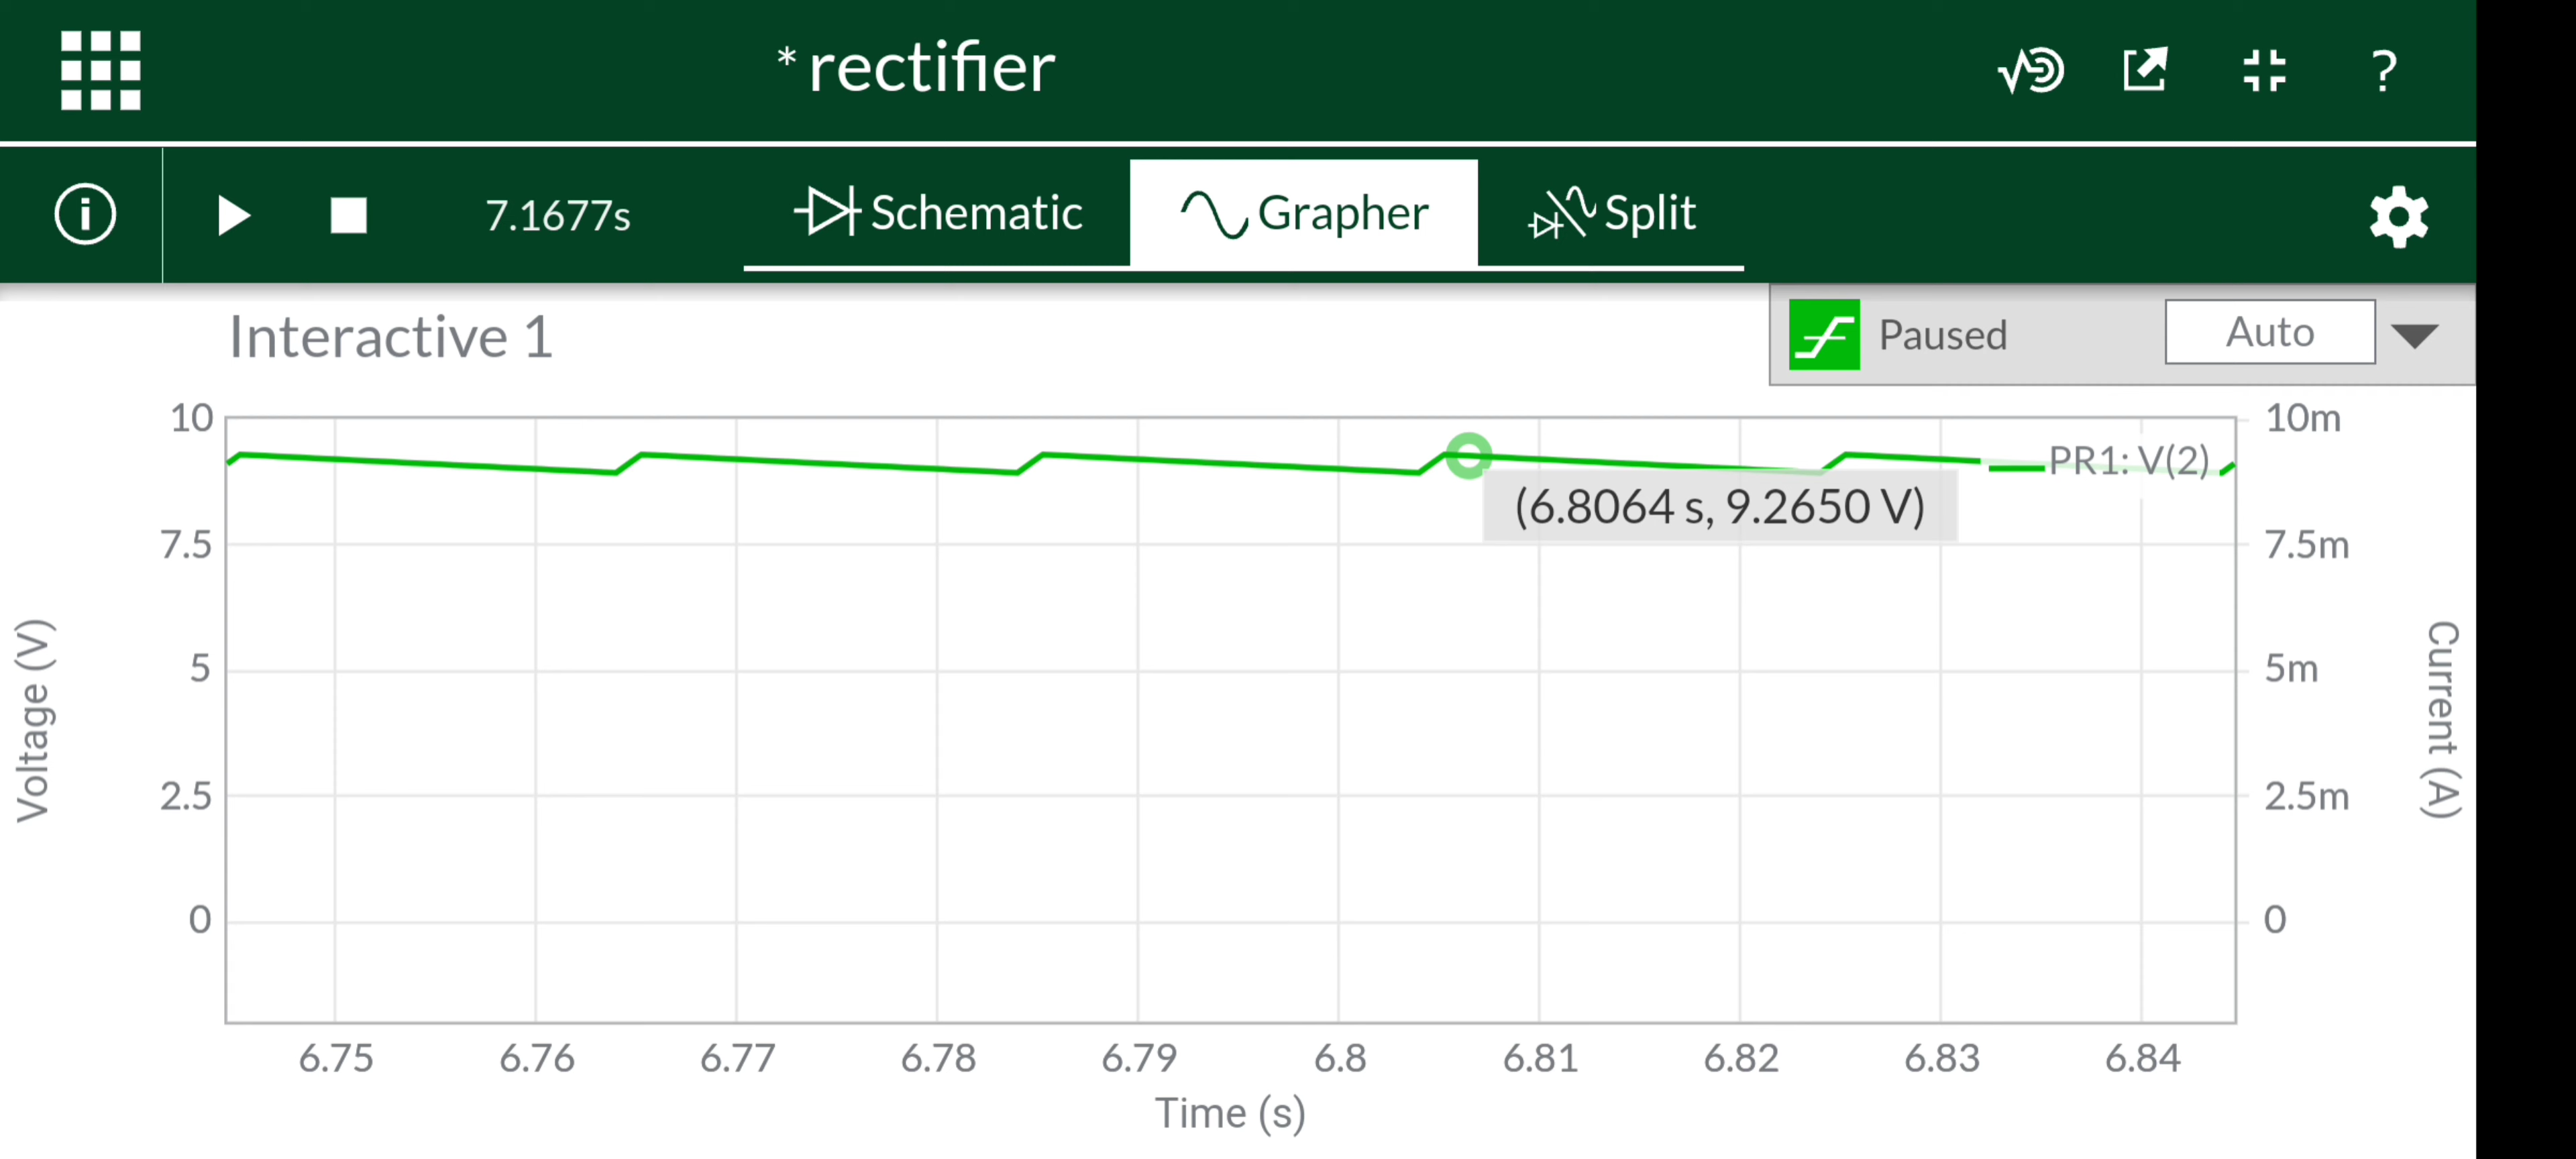 * rectifier
?
i
7.1677s
Schematic
Grapher
Split
Interactive 1
Paused
Auto
10
10m
PR1: V(2)
(6.8064 s, 9.2650 V)
7.5
7.5m
5
5m
2.5
2.5m
0
0
Voltage (V)
Current (A)
6.75 6.76 6.77 6.78 6.79 6.8 6.81 6.82 6.83 6.84
Time (s)